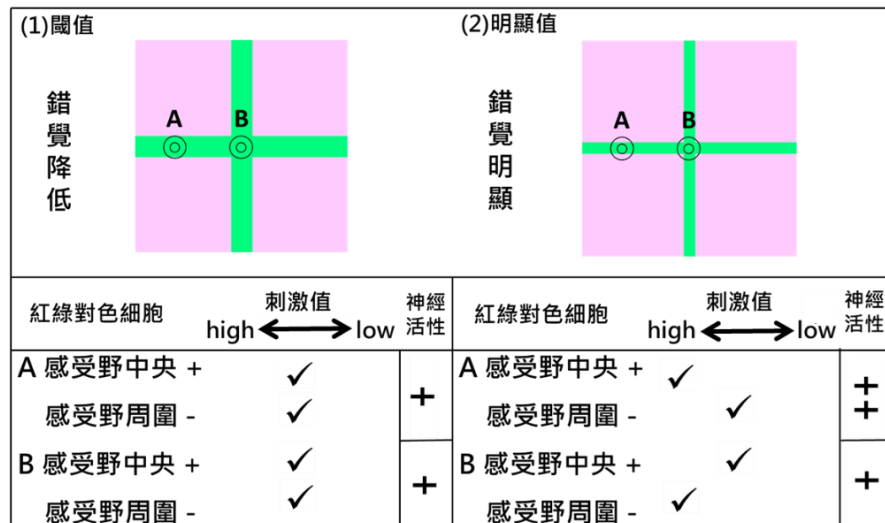 (1)閾值
錯覺降低
A B
(2)明顯值
錯覺明顯
A B
紅綠對色細胞 刺激值 high low 神經活性
A 感受野中央 + ✓
感受野周圍 - ✓
+
B 感受野中央 + ✓
感受野周圍 - ✓
+
紅綠對色細胞 刺激值 high low 神經活性
A 感受野中央 + ✓
感受野周圍 - ✓
+
+
B 感受野中央 + ✓
感受野周圍 - ✓
+